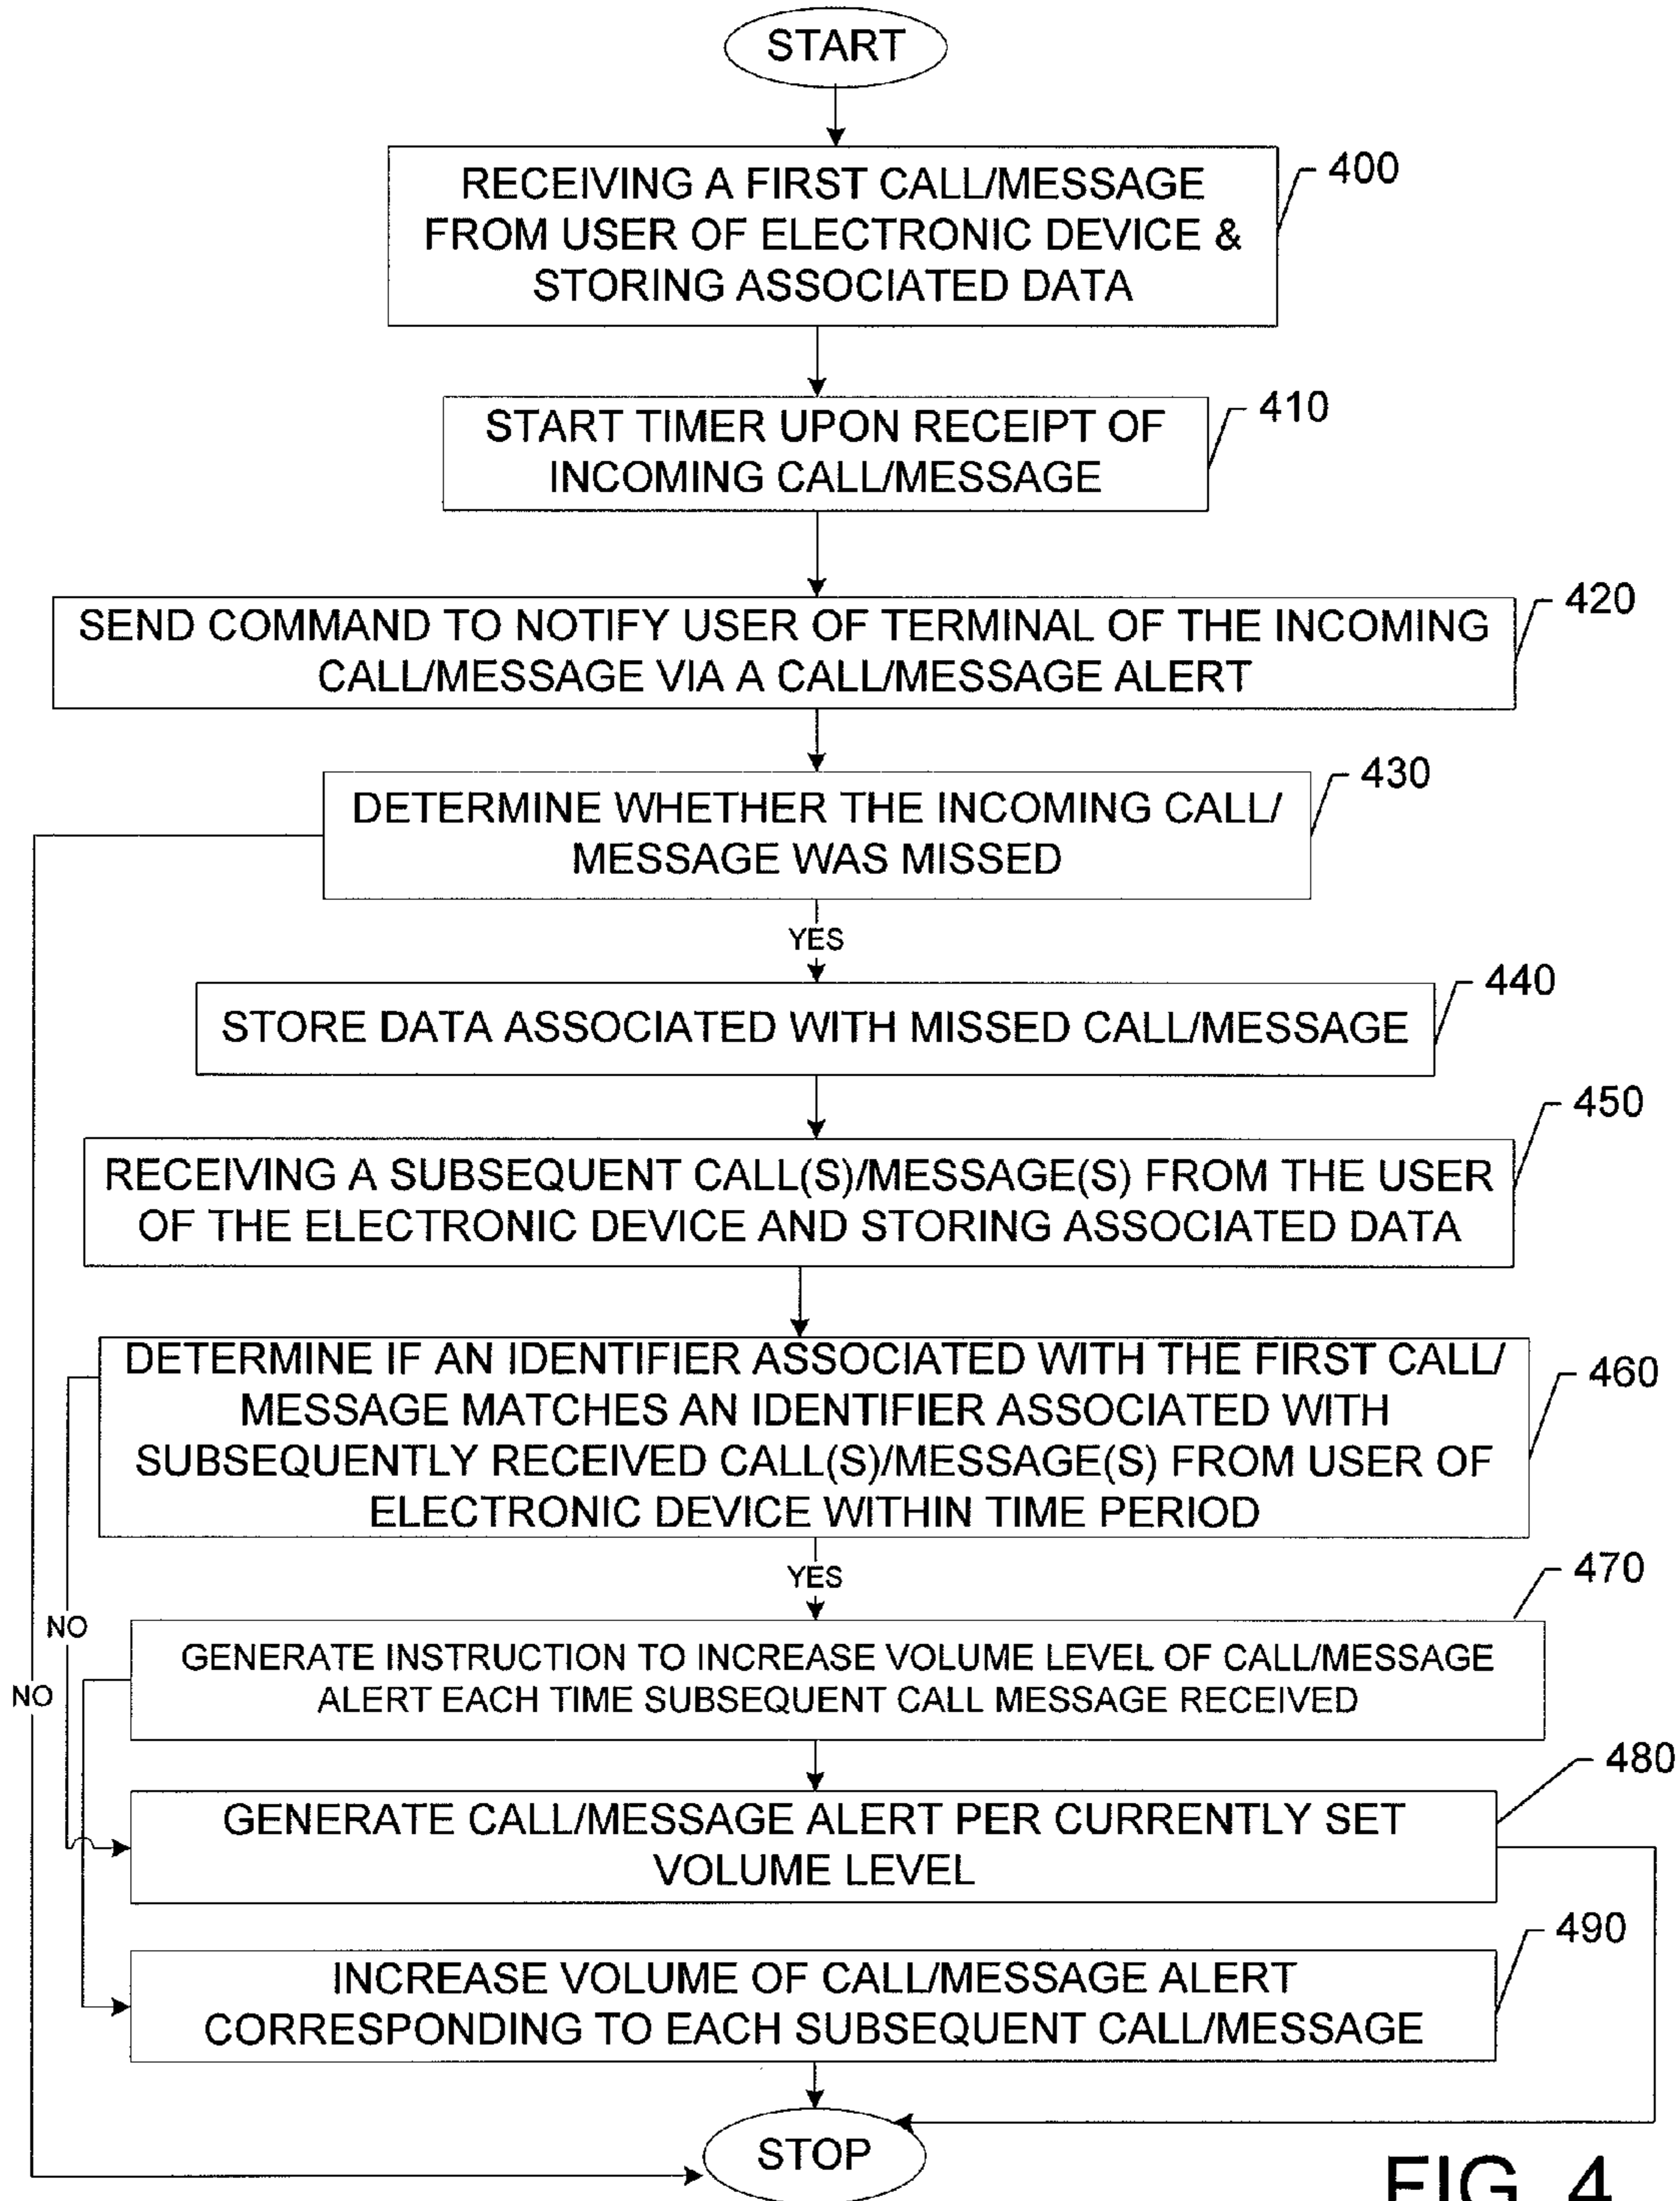 START
RECEIVING A FIRST CALL/MESSAGE
FROM USER OF ELECTRONIC DEVICE &
STORING ASSOCIATED DATA
400
START TIMER UPON RECEIPT OF
INCOMING CALL/MESSAGE
410
SEND COMMAND TO NOTIFY USER OF TERMINAL OF THE INCOMING
CALL/MESSAGE VIA A CALL/MESSAGE ALERT
420
DETERMINE WHETHER THE INCOMING CALL/
MESSAGE WAS MISSED
430
YES
STORE DATA ASSOCIATED WITH MISSED CALL/MESSAGE
440
RECEIVING A SUBSEQUENT CALL(S)/MESSAGE(S) FROM THE USER
OF THE ELECTRONIC DEVICE AND STORING ASSOCIATED DATA
450
DETERMINE IF AN IDENTIFIER ASSOCIATED WITH THE FIRST CALL/
MESSAGE MATCHES AN IDENTIFIER ASSOCIATED WITH
SUBSEQUENTLY RECEIVED CALL(S)/MESSAGE(S) FROM USER OF
ELECTRONIC DEVICE WITHIN TIME PERIOD
460
YES
NO
NO
GENERATE INSTRUCTION TO INCREASE VOLUME LEVEL OF CALL/MESSAGE
ALERT EACH TIME SUBSEQUENT CALL MESSAGE RECEIVED
470
GENERATE CALL/MESSAGE ALERT PER CURRENTLY SET
VOLUME LEVEL
480
INCREASE VOLUME OF CALL/MESSAGE ALERT
CORRESPONDING TO EACH SUBSEQUENT CALL/MESSAGE
490
STOP
FIG. 4